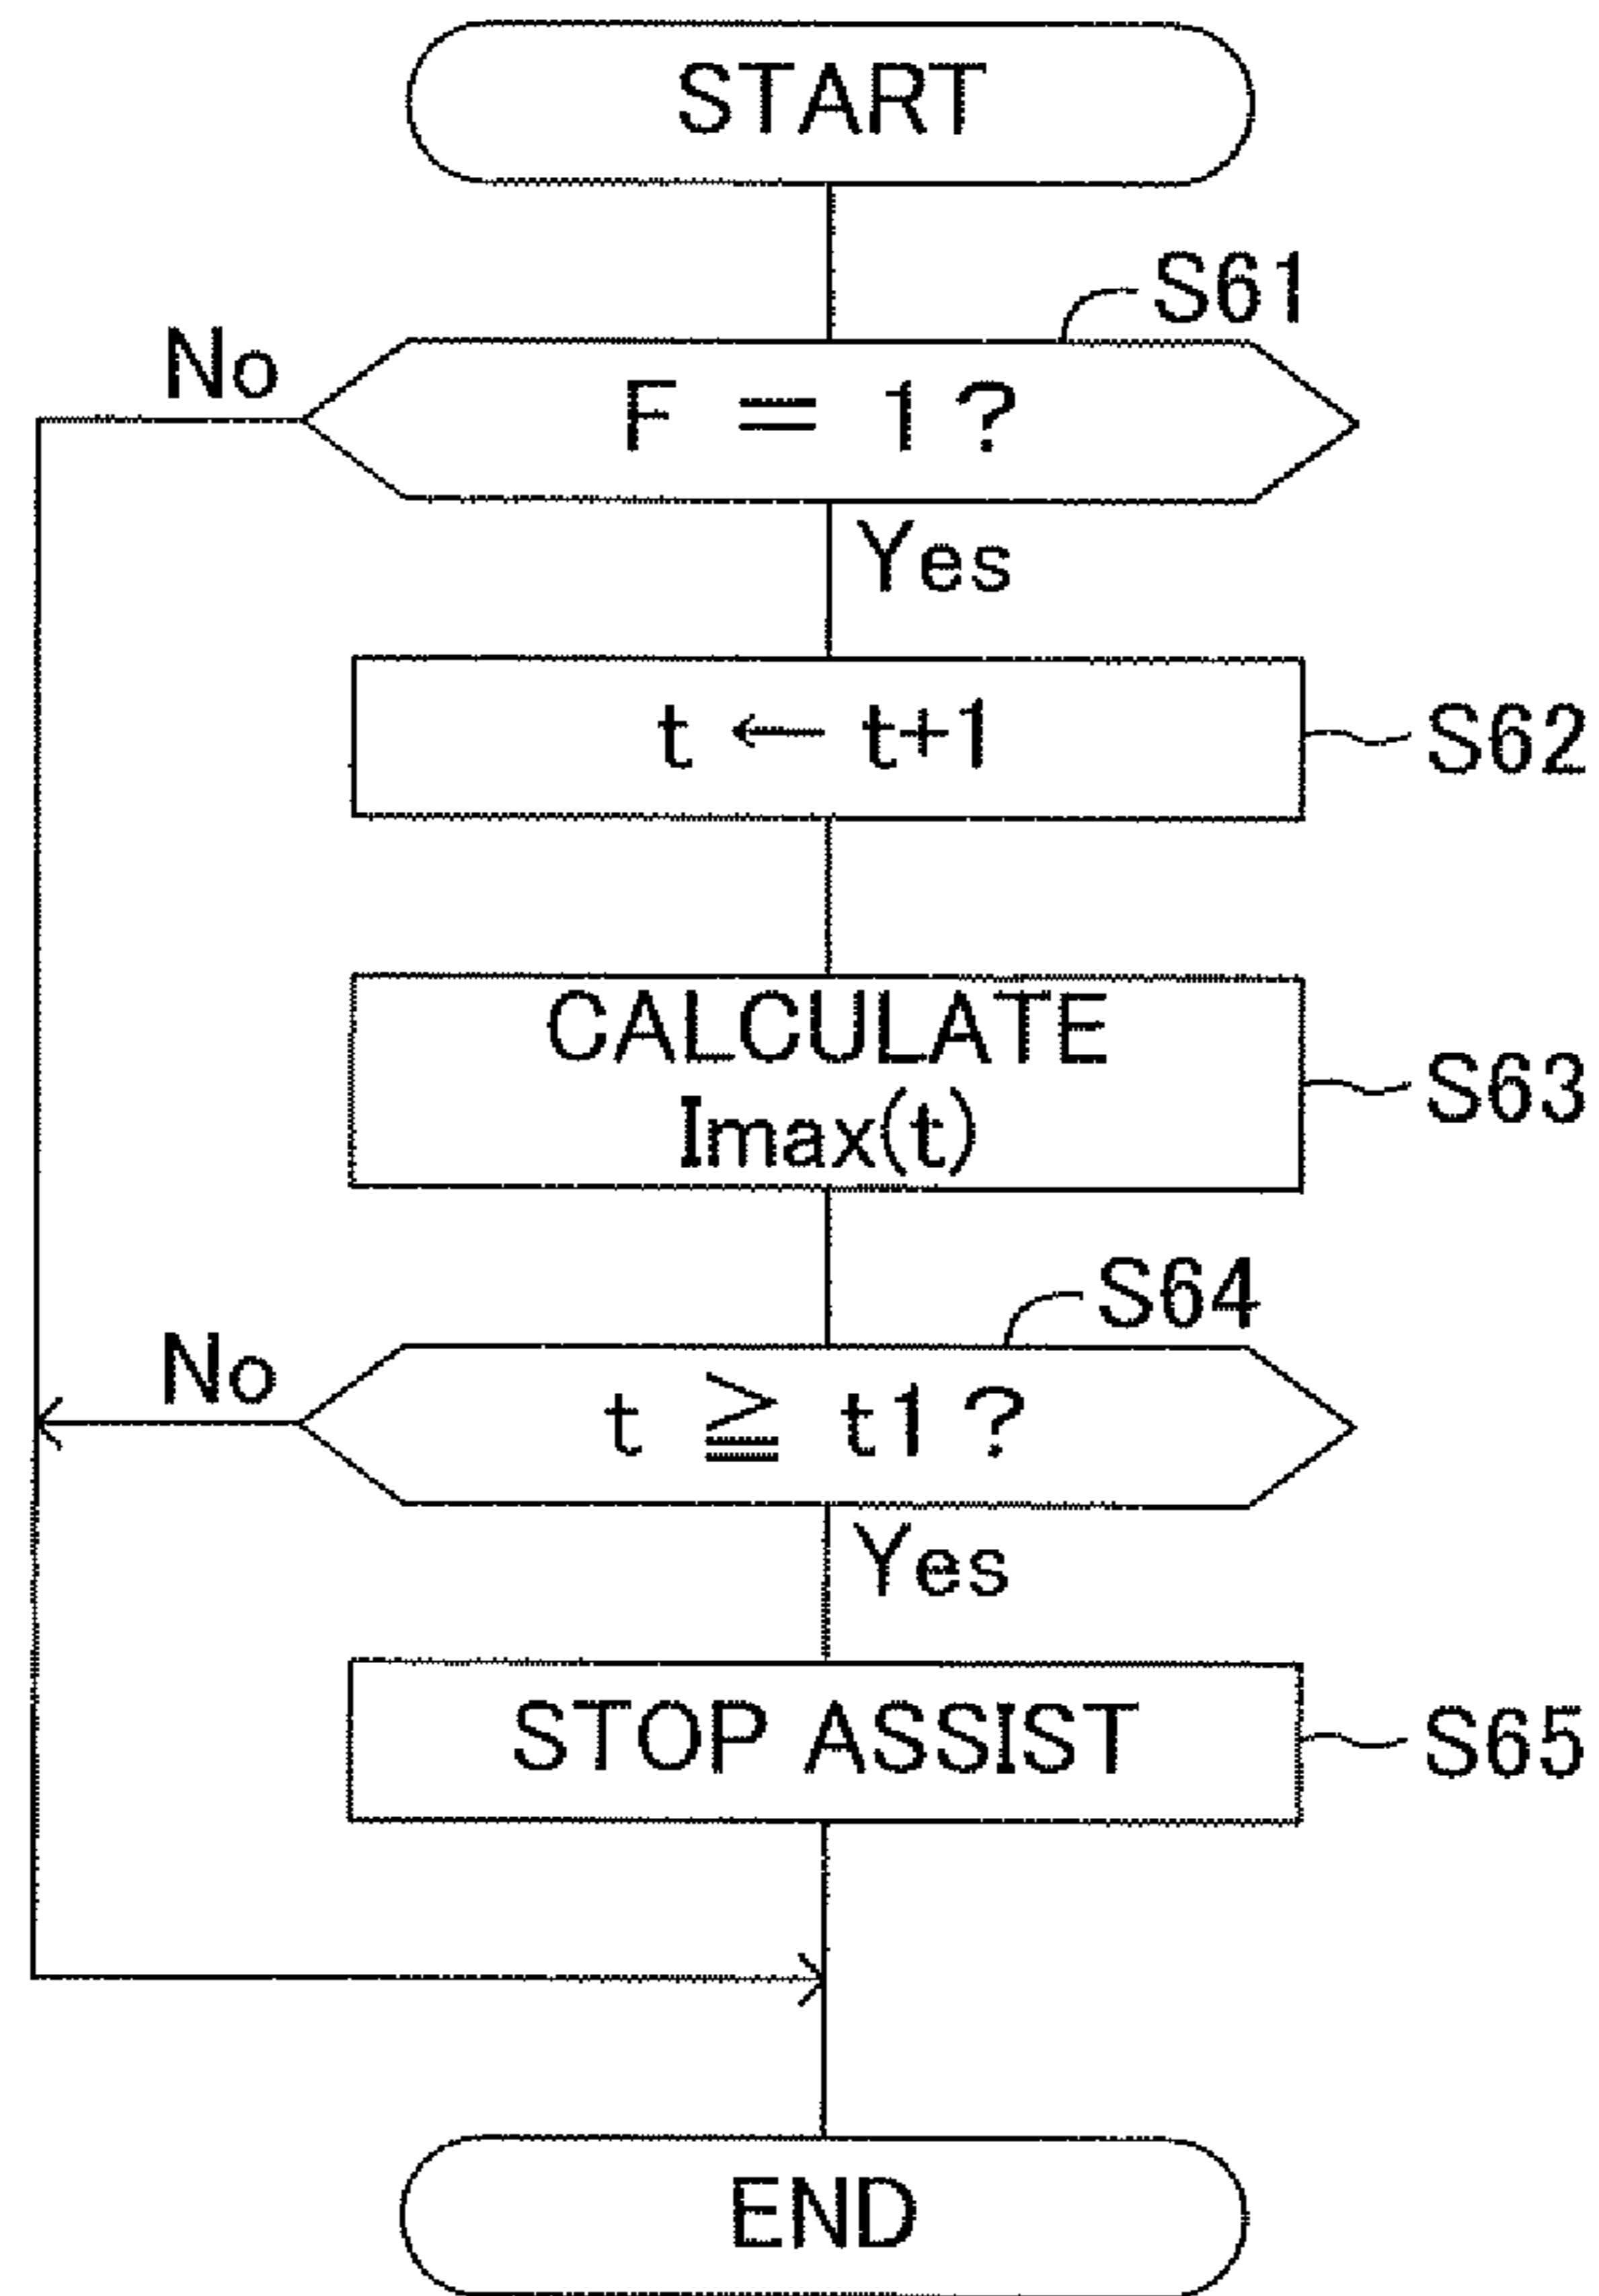 START
S61
No
F = 1 ?
Yes
t ← t+1
S62
CALCULATE
Imax(t)
S63
S64
No
t ≧ t1 ?
Yes
STOP ASSIST
S65
END